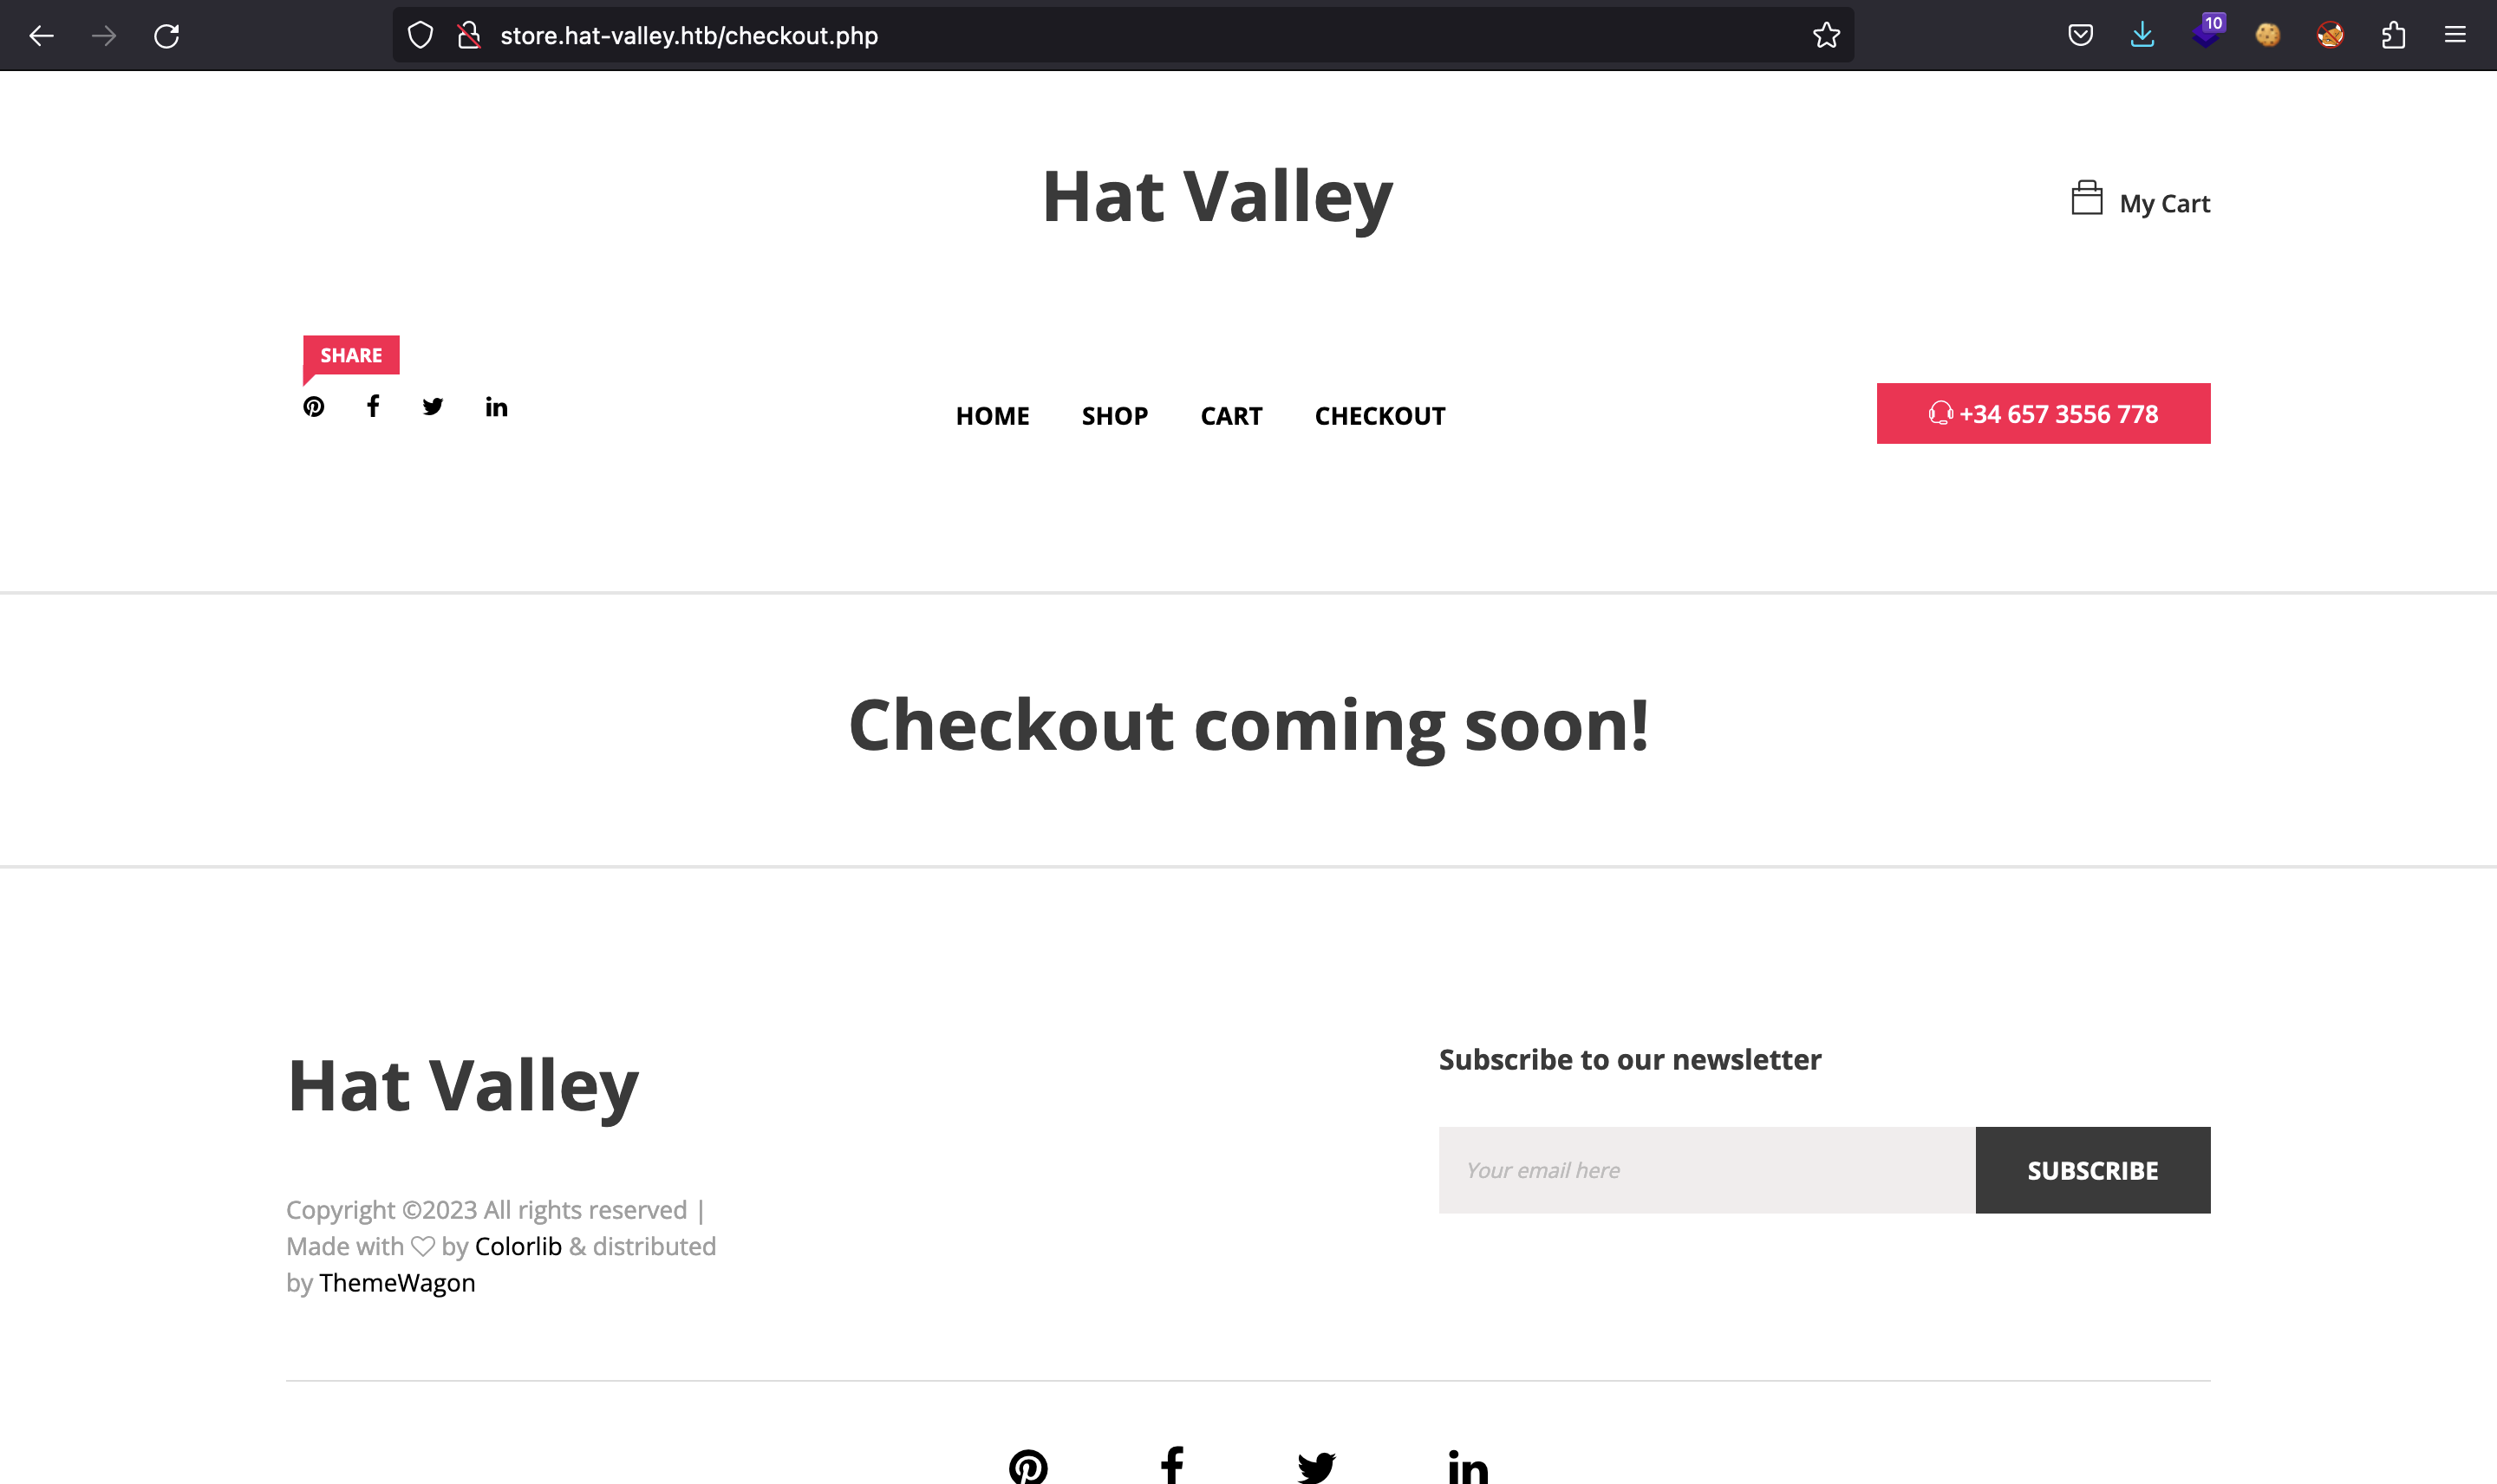 store.hat-valley.htb/checkout.php
10
Hat Valley
My Cart
SHARE
HOME SHOP CART CHECKOUT
+34 657 3556 778
Checkout coming soon!
Hat Valley
Copyright ©2023 All rights reserved |
Made with ♡ by Colorlib & distributed
by ThemeWagon
Subscribe to our newsletter
Your email here
SUBSCRIBE